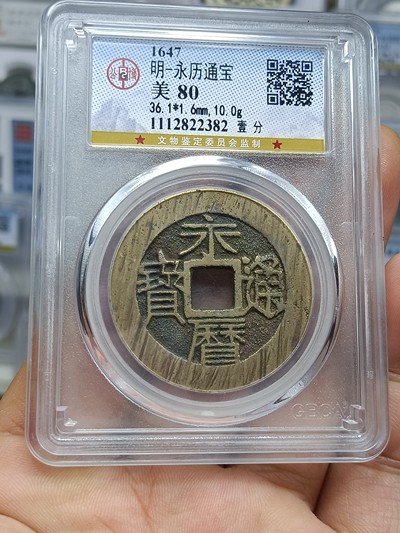 1647
明-永历通宝
美 80
36.1*1.6mm,10.0g
1112822382 壹 分
★ 文物鉴定委员会监制 ★
永
寶 通
曆
GBCA